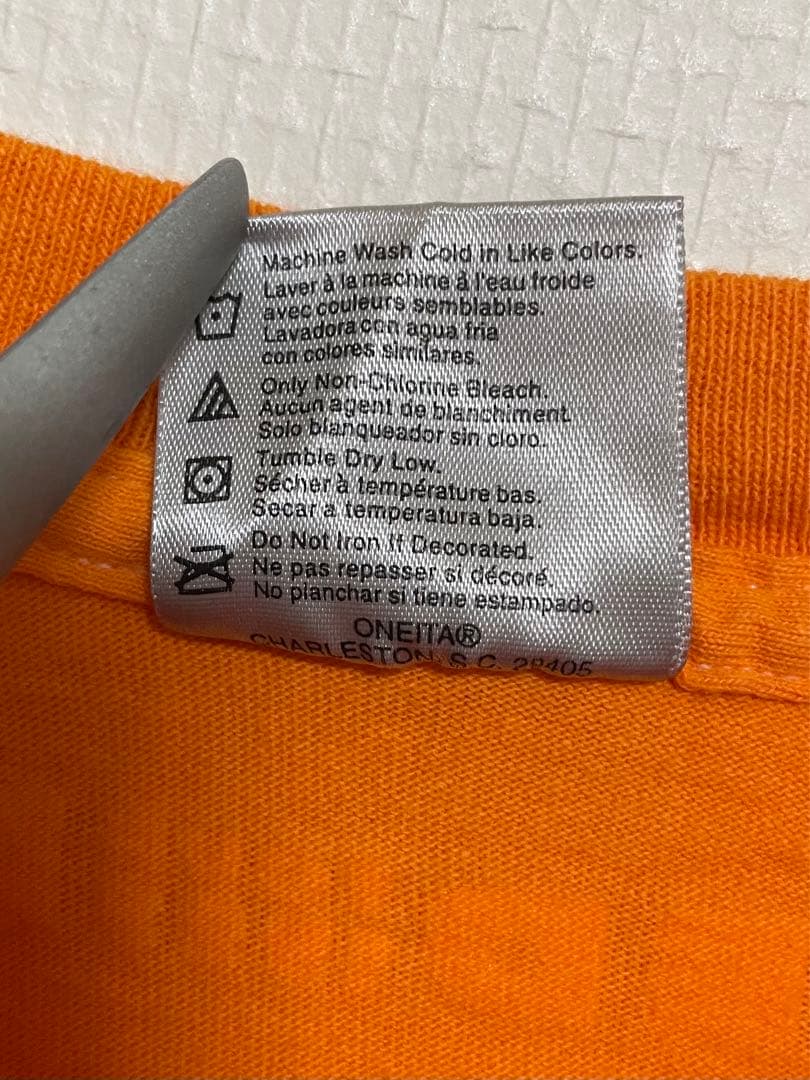 Machine Wash Cold in Like Colors.
Laver à la machine à l'eau froide
avec couleurs semblables.
Lavadora con agua fria
con colores similares.
Only Non-Chlorine Bleach.
Aucun agent de blanchiment.
Solo blanqueador sin cloro.
Tumble Dry Low.
Sécher à température bas.
Secar a temperatura baja.
Do Not Iron If Decorated.
Ne pas repasser si décoré.
No planchar si tiene estampado.
ONEITA®
CHARLESTON, S.C. 29405